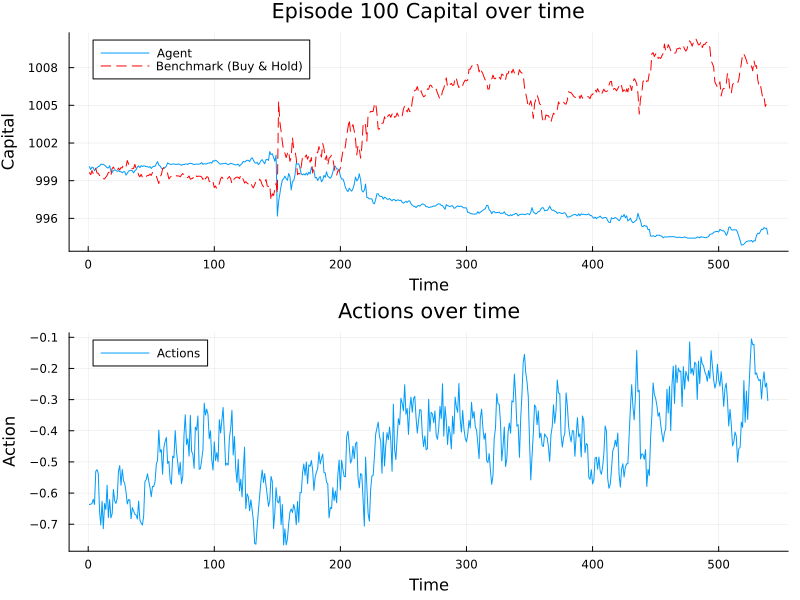 Episode 100 Capital over time
Capital
1008
1005
1002
999
996
Agent
Benchmark (Buy & Hold)
0 100 200 300 400 500
Time
Actions over time
Action
−0.1
−0.2
−0.3
−0.4
−0.5
−0.6
−0.7
Actions
0 100 200 300 400 500
Time